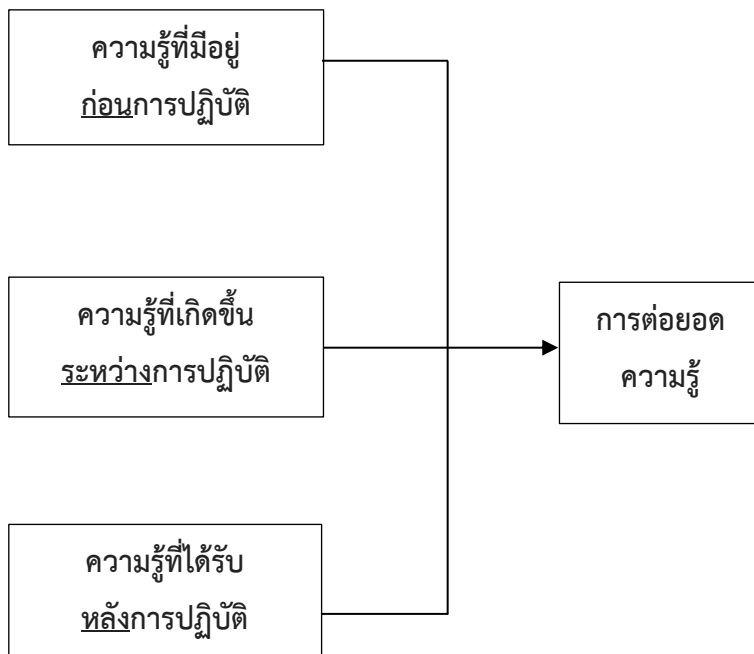 ความรู้ที่มีอยู่
ก่อนการปฏิบัติ
ความรู้ที่เกิดขึ้น
ระหว่างการปฏิบัติ
การต่อยอด
ความรู้
ความรู้ที่ได้รับ
หลังการปฏิบัติ